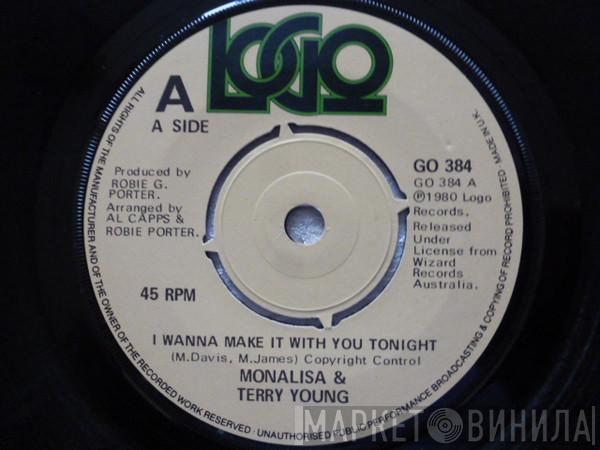 LOGO
A
A SIDE
Produced by
ROBIE G.
PORTER.
Arranged by
AL CAPPS &
ROBIE PORTER.
45 RPM
GO 384
GO 384 A
℗1980 Logo
Records.
Released
Under
License from
Wizard
Records
Australia.
I WANNA MAKE IT WITH YOU TONIGHT
(M.Davis, M.James) Copyright Control
MONALISA &
TERRY YOUNG
ALL RIGHTS OF THE MANUFACTURER AND OF THE OWNER OF THE RECORDED WORK RESERVED · UNAUTHORISED PUBLIC PERFORMANCE BROADCASTING & COPYING OF RECORD PROHIBITED · MADE IN U.K.
МАРКЕТ ВИНИЛА